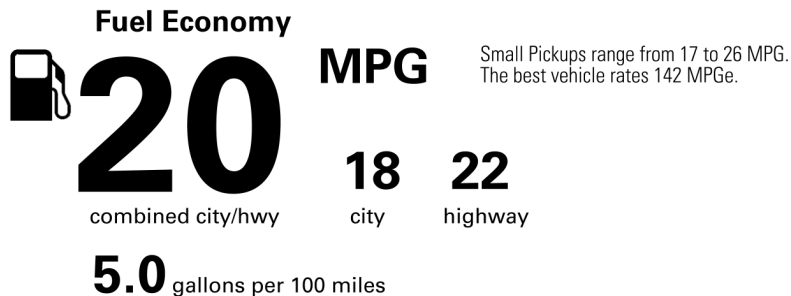 Fuel Economy
20 MPG
Small Pickups range from 17 to 26 MPG.
The best vehicle rates 142 MPGe.
18 22
combined city/hwy city highway
5.0 gallons per 100 miles